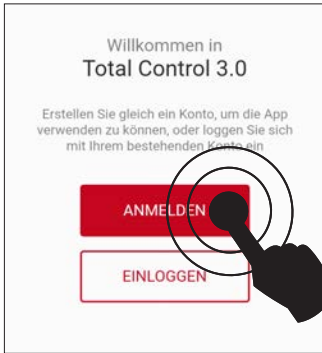 Willkommen in
Total Control 3.0
Erstellen Sie gleich ein Konto, um die App
verwenden zu können, oder loggen Sie sich
mit Ihrem bestehenden Konto ein
ANMELDEN
EINLOGGEN